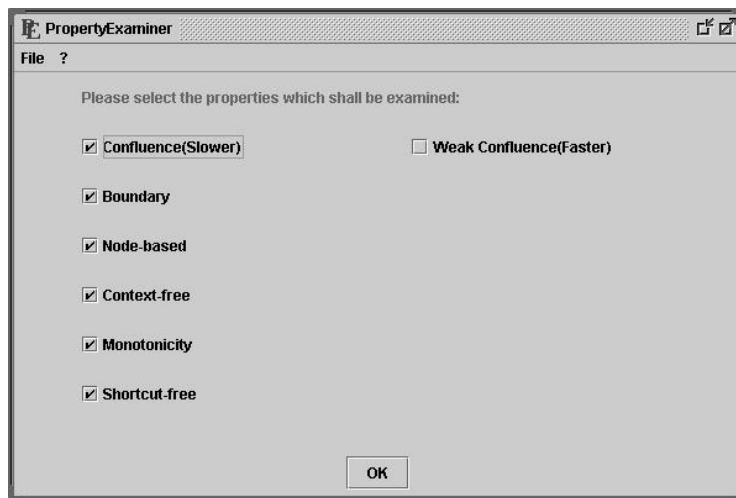 PE PropertyExaminer
File ?
Please select the properties which shall be examined:
Confluence(Slower) Weak Confluence(Faster)
Boundary
Node-based
Context-free
Monotonicity
Shortcut-free
OK